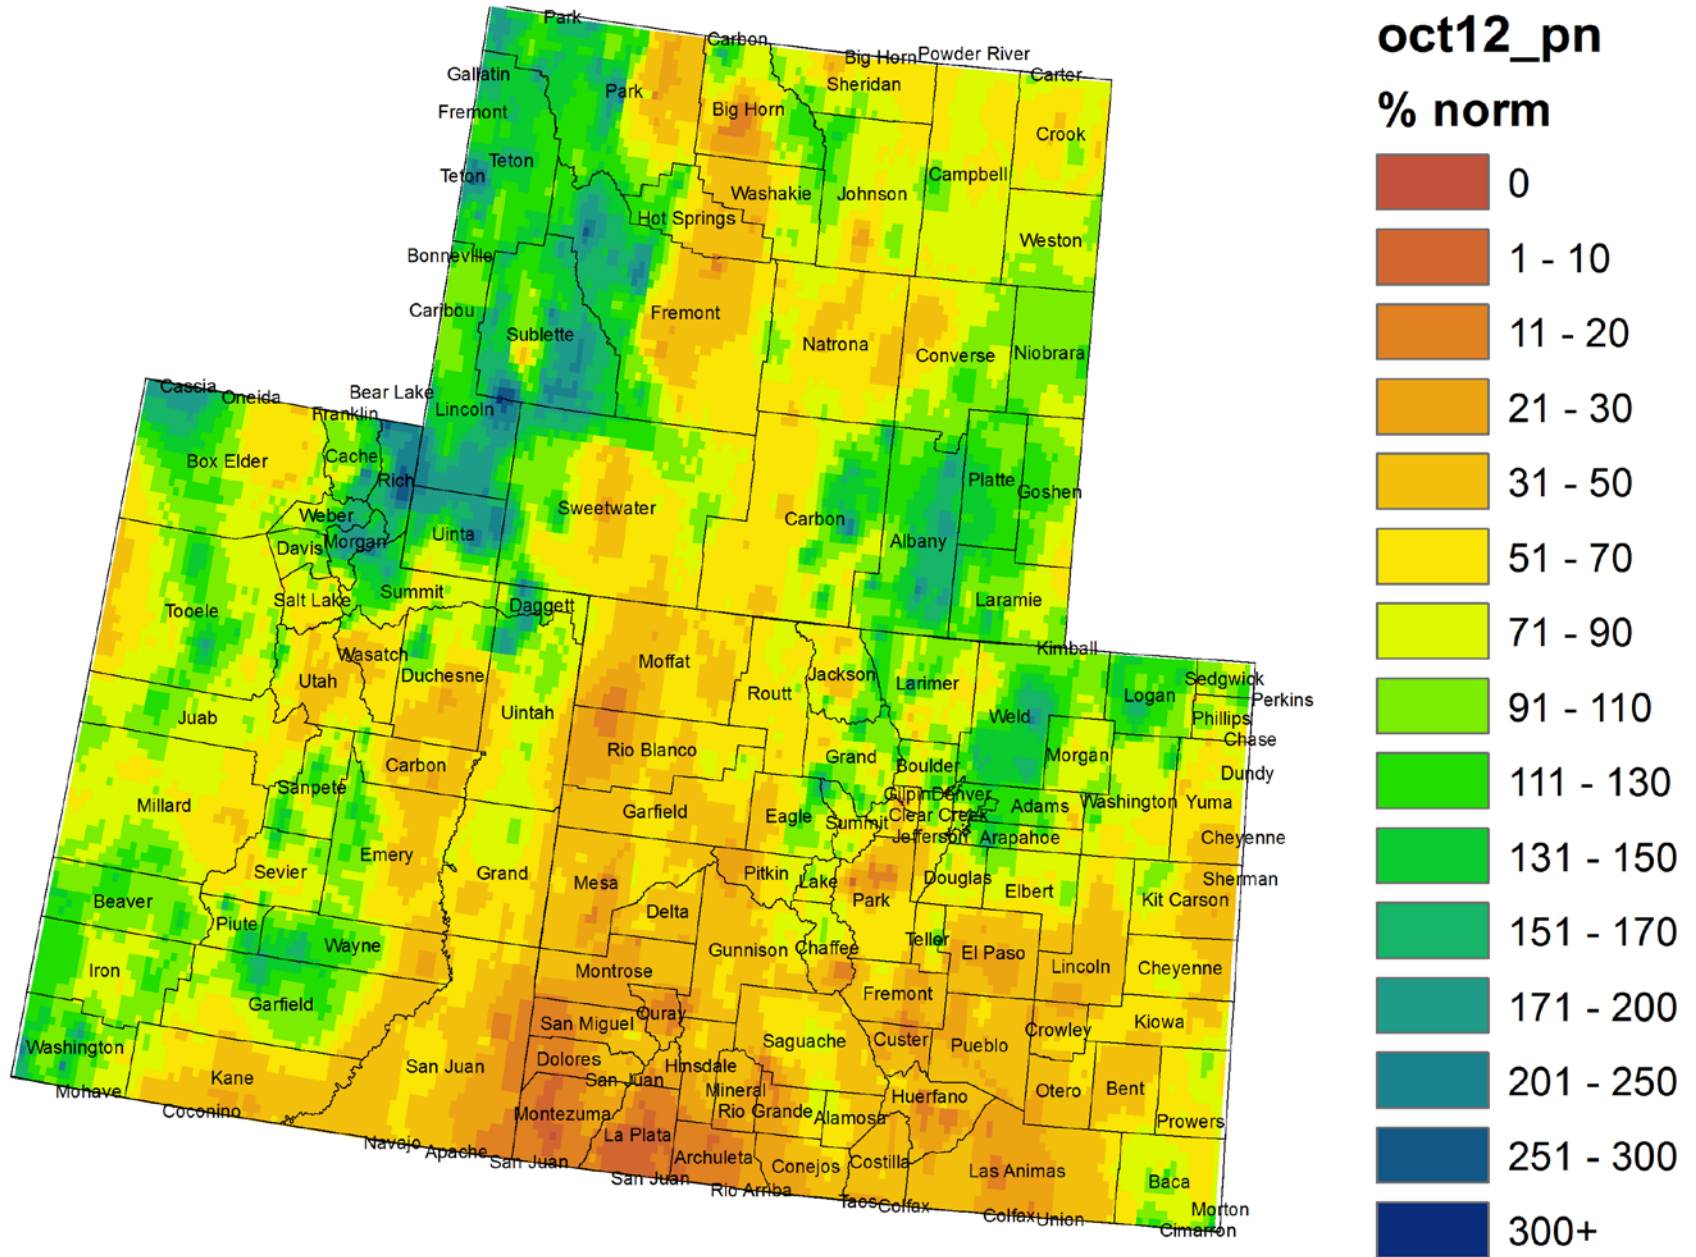 oct12_pn
% norm
0
1 - 10
11 - 20
21 - 30
31 - 50
51 - 70
71 - 90
91 - 110
111 - 130
131 - 150
151 - 170
171 - 200
201 - 250
251 - 300
300+
Park
Carbon
Big Horn
Powder River
Carter
Gallatin
Park
Sheridan
Fremont
Big Horn
Crook
Teton
Teton
Campbell
Washakie
Johnson
Hot Springs
Weston
Bonneville
Caribou
Fremont
Sublette
Natrona
Converse
Niobrara
Cassia
Oneida
Bear Lake
Franklin
Lincoln
Box Elder
Cache
Rich
Platte
Goshen
Sweetwater
Weber
Carbon
Davis
Morgan
Uinta
Albany
Tooele
Salt Lake
Summit
Daggett
Laramie
Kimball
Wasatch
Moffat
Utah
Duchesne
Jackson
Larimer
Routt
Logan
Sedgwick
Perkins
Juab
Uintah
Weld
Phillips
Chase
Rio Blanco
Grand
Boulder
Morgan
Carbon
Dundy
Sanpete
Millard
Garfield
Eagle
Gilpin
Denver
Adams
Washington
Yuma
Summit
Clear Creek
Jefferson
Arapahoe
Cheyenne
Emery
Sevier
Grand
Mesa
Pitkin
Lake
Douglas
Elbert
Sherman
Beaver
Park
Kit Carson
Delta
Piute
Wayne
Gunnison
Chaffee
Teller
El Paso
Iron
Montrose
Lincoln
Cheyenne
Garfield
Fremont
San Miguel
Ouray
Crowley
Kiowa
Washington
Saguache
Custer
Pueblo
San Juan
Dolores
Hinsdale
Kane
San Juan
Mineral
Huerfano
Otero
Bent
Mohave
Coconino
Montezuma
Rio Grande
Alamosa
Prowers
La Plata
Navajo
Apache
San Juan
Archuleta
Conejos
Costilla
Las Animas
Baca
San Juan
Rio Arriba
Taos
Colfax
Colfax
Union
Morton
Cimarron